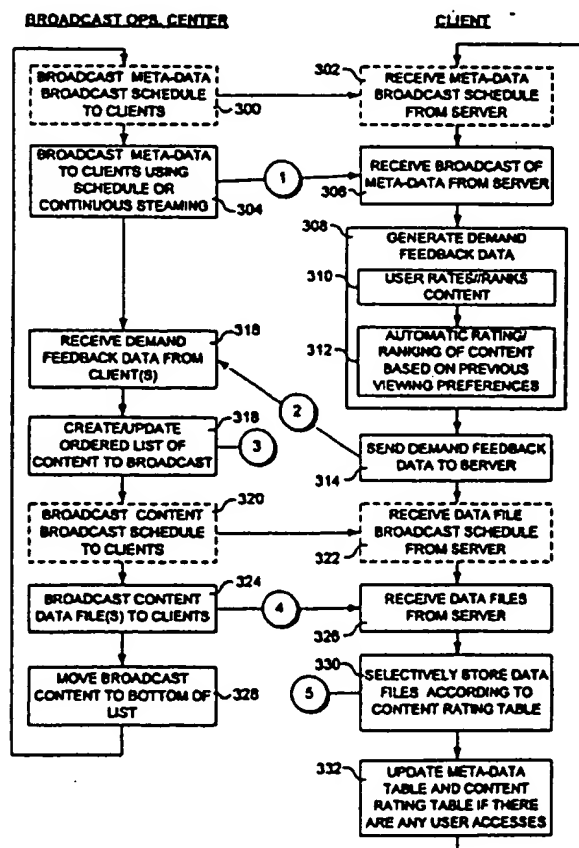 BROADCAST OPS. CENTER
CLIENT
BROADCAST META-DATA
BROADCAST SCHEDULE
TO CLIENTS
300
302
RECEIVE META-DATA
BROADCAST SCHEDULE
FROM SERVER
BROADCAST META-DATA
TO CLIENTS USING
SCHEDULE OR
CONTINUOUS STEAMING
304
1
RECEIVE BROADCAST OF
META-DATA FROM SERVER
306
308
GENERATE DEMAND
FEEDBACK DATA
310
USER RATES//RANKS
CONTENT
312
AUTOMATIC RATING/
RANKING OF CONTENT
BASED ON PREVIOUS
VIEWING PREFERENCES
316
RECEIVE DEMAND
FEEDBACK DATA FROM
CLIENT(S)
2
318
CREATE/UPDATE
ORDERED LIST OF
CONTENT TO BROADCAST
3
SEND DEMAND FEEDBACK
DATA TO SERVER
314
320
BROADCAST CONTENT
BROADCAST SCHEDULE
TO CLIENTS
RECEIVE DATA FILE
BROADCAST SCHEDULE
FROM SERVER
322
324
BROADCAST CONTENT
DATA FILE(S) TO CLIENTS
4
RECEIVE DATA FILES
FROM SERVER
326
MOVE BROADCAST
CONTENT TO BOTTOM OF
LIST
328
330
SELECTIVELY STORE DATA
FILES ACCORDING TO
CONTENT RATING TABLE
5
332
UPDATE META-DATA
TABLE AND CONTENT
RATING TABLE IF THERE
ARE ANY USER ACCESSES